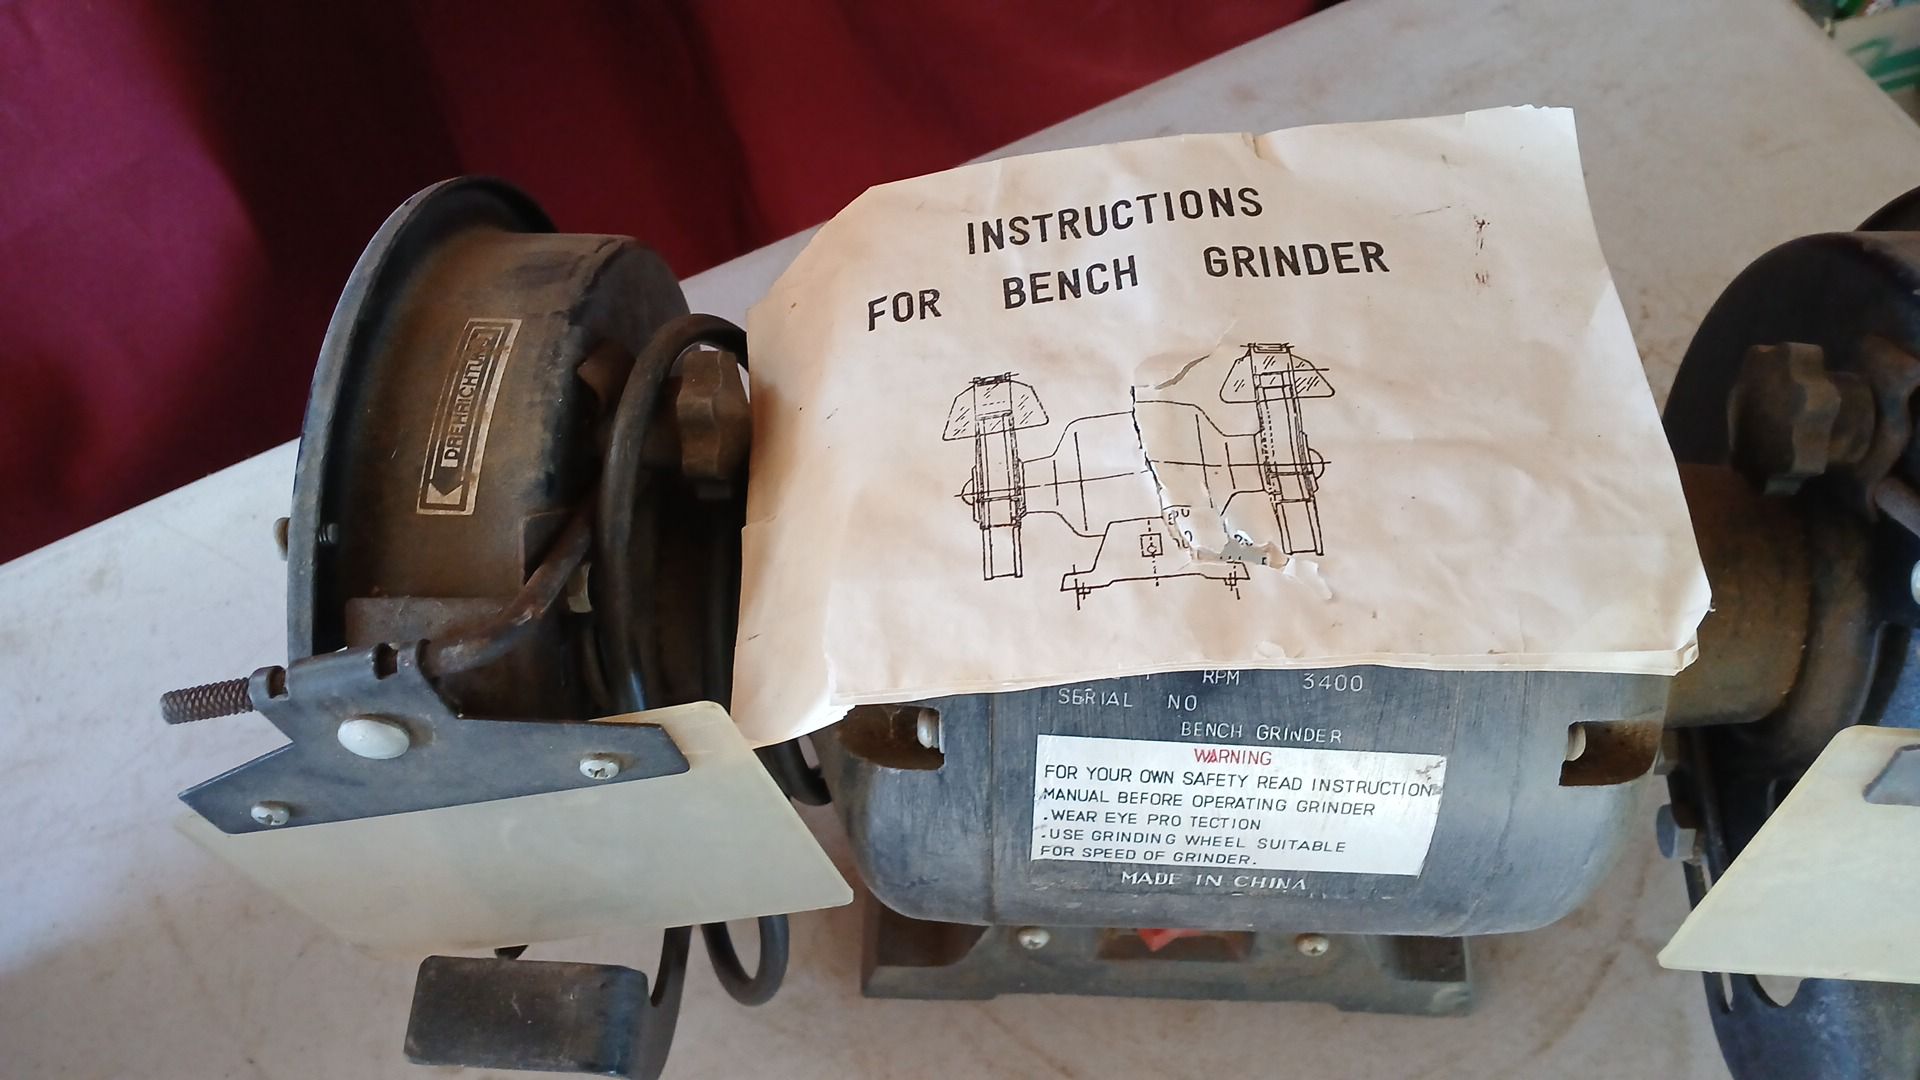 INSTRUCTIONS
FOR BENCH GRINDER
DREHRICHTUNG
RPM 3400
SERIAL NO
BENCH GRINDER
WARNING
FOR YOUR OWN SAFETY READ INSTRUCTION
MANUAL BEFORE OPERATING GRINDER
.WEAR EYE PRO TECTION
.USE GRINDING WHEEL SUITABLE
FOR SPEED OF GRINDER.
MADE IN CHINA